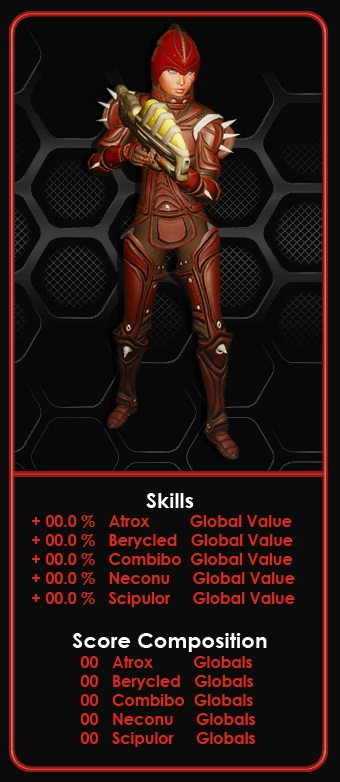 Skills
+ 00.0 % Atrox Global Value
+ 00.0 % Berycled Global Value
+ 00.0 % Combibo Global Value
+ 00.0 % Neconu Global Value
+ 00.0 % Scipulor Global Value
Score Composition
00 Atrox Globals
00 Berycled Globals
00 Combibo Globals
00 Neconu Globals
00 Scipulor Globals